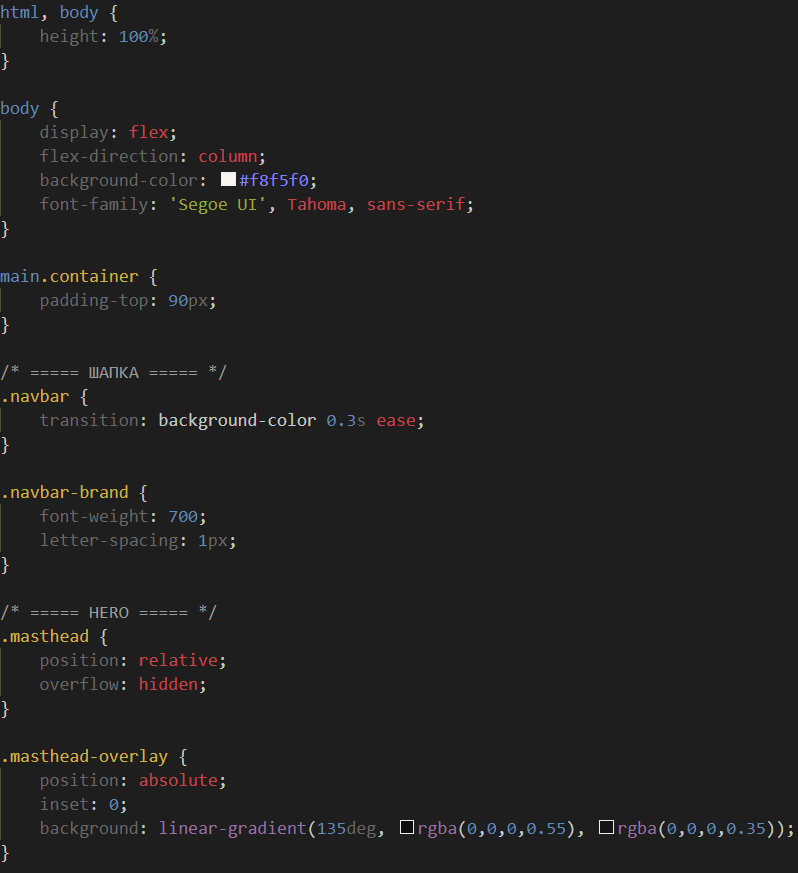 html, body {
    height: 100%;
}

body {
    display: flex;
    flex-direction: column;
    background-color: #f8f5f0;
    font-family: 'Segoe UI', Tahoma, sans-serif;
}

main.container {
    padding-top: 90px;
}

/* ===== ШАПКА ===== */
.navbar {
    transition: background-color 0.3s ease;
}

.navbar-brand {
    font-weight: 700;
    letter-spacing: 1px;
}

/* ===== HERO ===== */
.masthead {
    position: relative;
    overflow: hidden;
}

.masthead-overlay {
    position: absolute;
    inset: 0;
    background: linear-gradient(135deg, rgba(0,0,0,0.55), rgba(0,0,0,0.35));
}